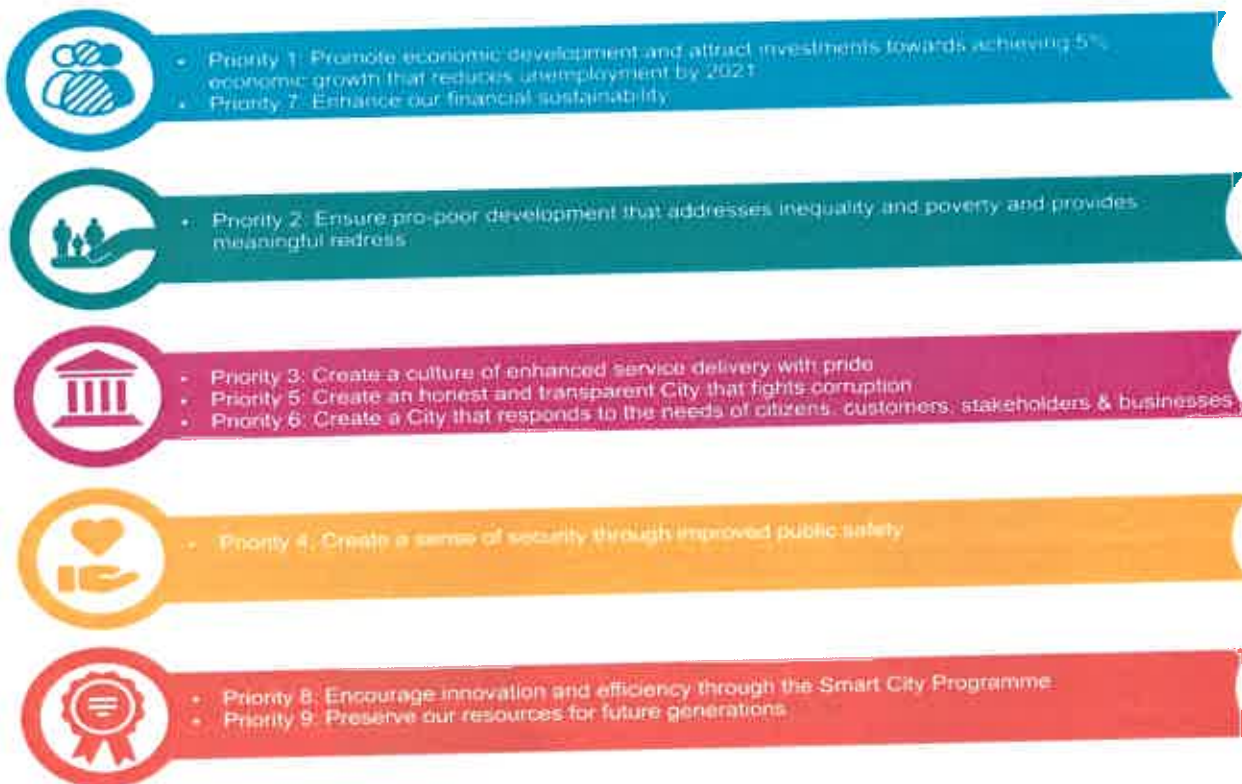 • Priority 1: Promote economic development and attract investments towards achieving 5%
economic growth that reduces unemployment by 2021
• Priority 7: Enhance our financial sustainability
• Priority 2: Ensure pro-poor development that addresses inequality and poverty and provides
meaningful redress
• Priority 3: Create a culture of enhanced service delivery with pride
• Priority 5: Create an honest and transparent City that fights corruption
• Priority 6: Create a City that responds to the needs of citizens, customers, stakeholders & businesses
• Priority 4: Create a sense of security through improved public safety
• Priority 8: Encourage innovation and efficiency through the Smart City Programme
• Priority 9: Preserve our resources for future generations